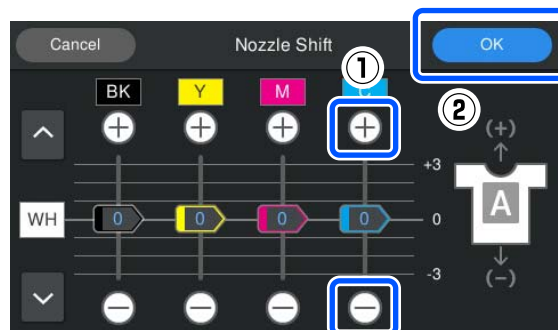 Cancel Nozzle Shift OK
①
BK Y M C
②
+ + + + (+)
+3
WH 0 0 0 0 0 A
-3
(−)
− − − −